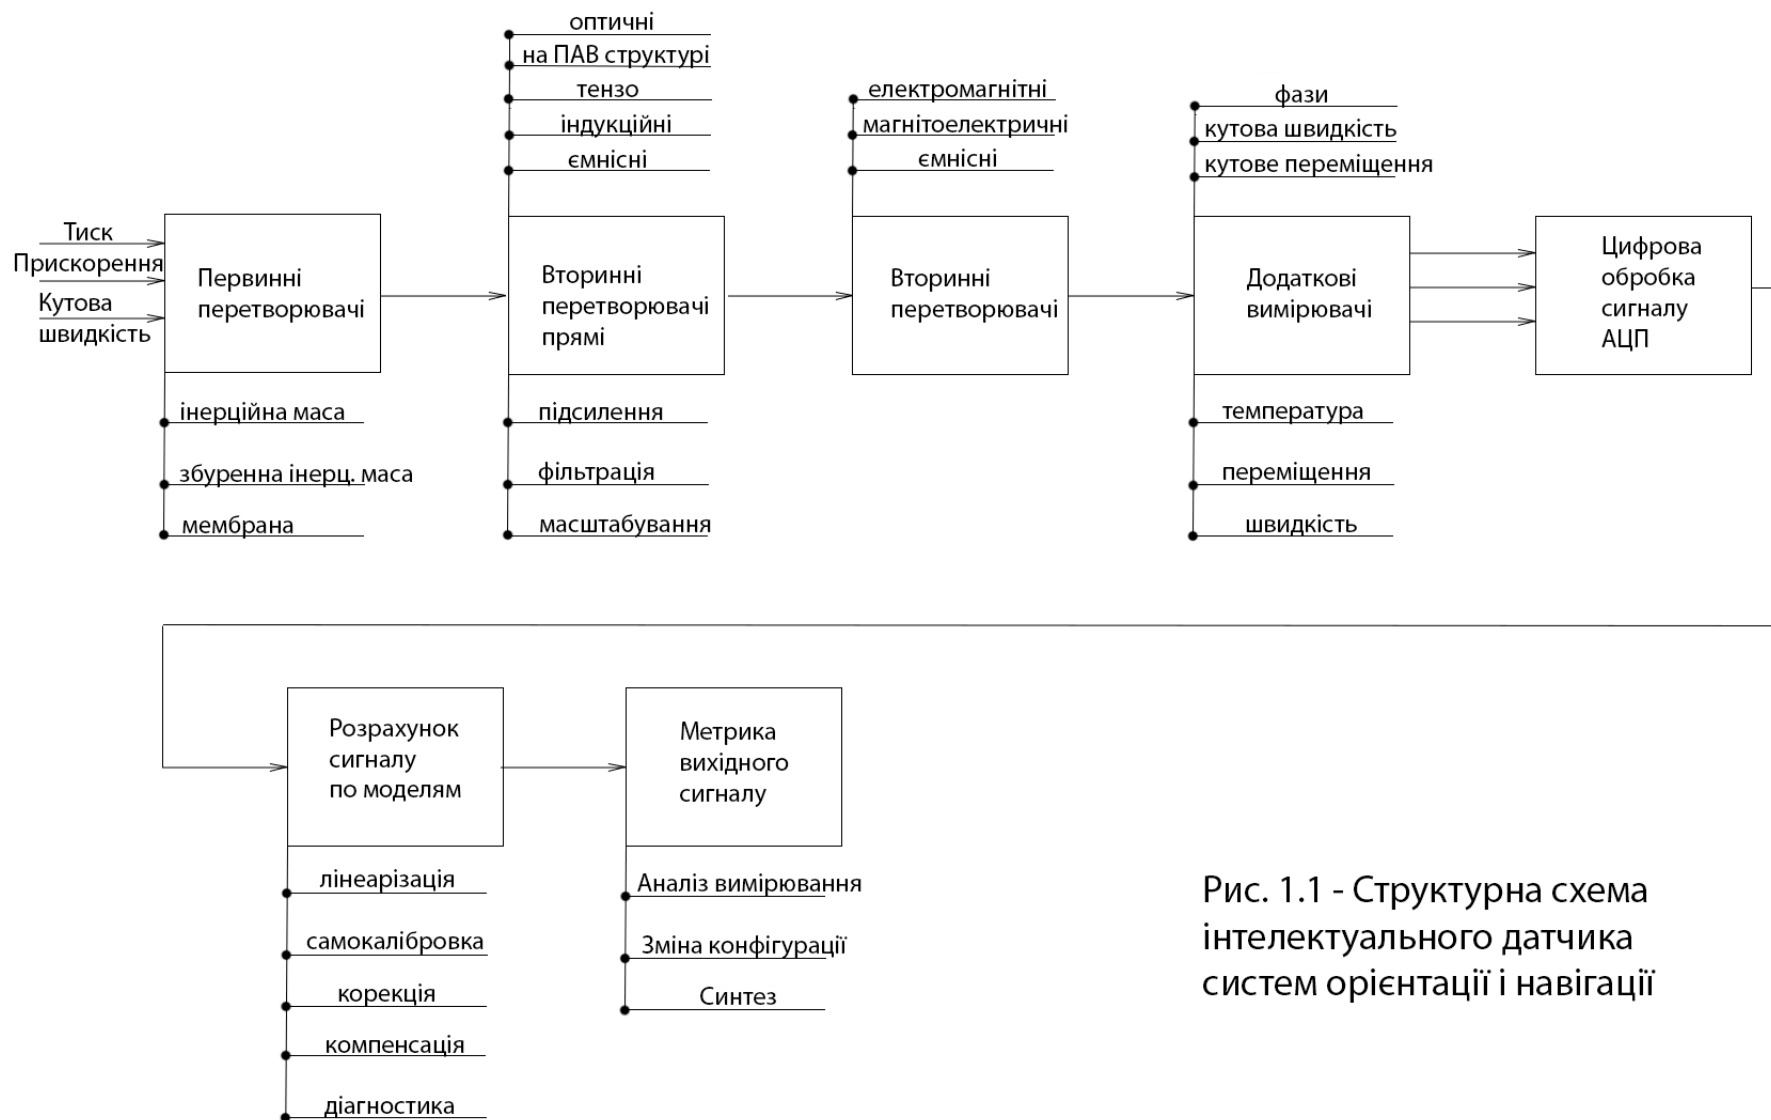 оптичні
на ПАВ структурі
тензо
індукційні
ємнісні
електромагнітні
магнітоелектричні
ємнісні
фази
кутова швидкість
кутове переміщення
Тиск
Прискорення
Кутова
швидкість
Первинні
перетворювачі
Вторинні
перетворювачі
прямі
Вторинні
перетворювачі
Додаткові
вимірювачі
Цифрова
обробка
сигналу
АЦП
інерційна маса
збуренна інерц. маса
мембрана
підсилення
фільтрація
масштабування
температура
переміщення
швидкість
Розрахунок
сигналу
по моделям
Метрика
вихідного
сигналу
лінеарізація
самокалібровка
корекція
компенсація
діагностика
Аналіз вимірювання
Зміна конфігурації
Синтез
Рис. 1.1 - Структурна схема
інтелектуального датчика
систем орієнтації і навігації